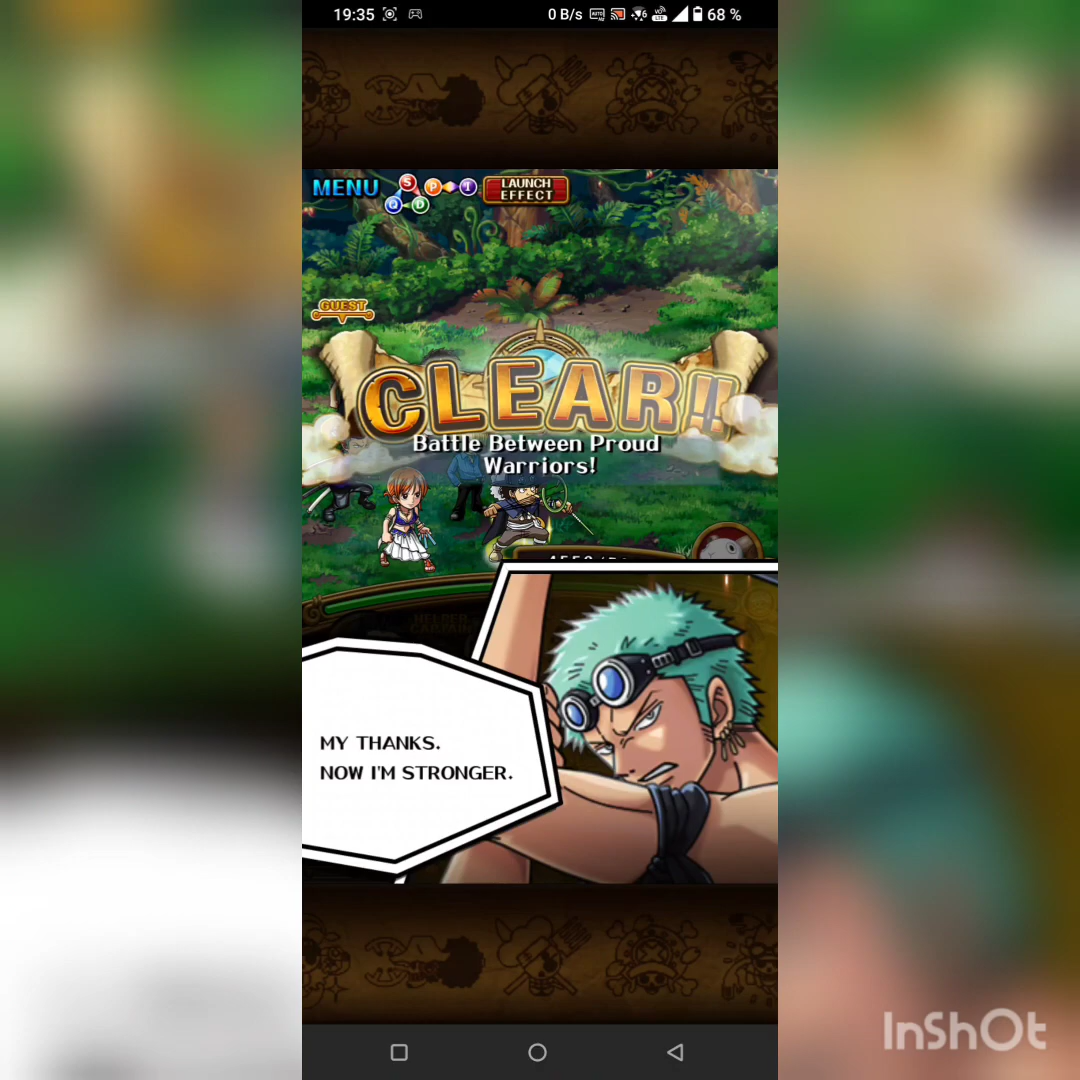 19:35 0 B/s 68 %
MENU
S P I
Q D
LAUNCH
EFFECT
GUEST
CLEAR!!
Battle Between Proud
Warriors!
MY THANKS.
NOW I'M STRONGER.
InShOt